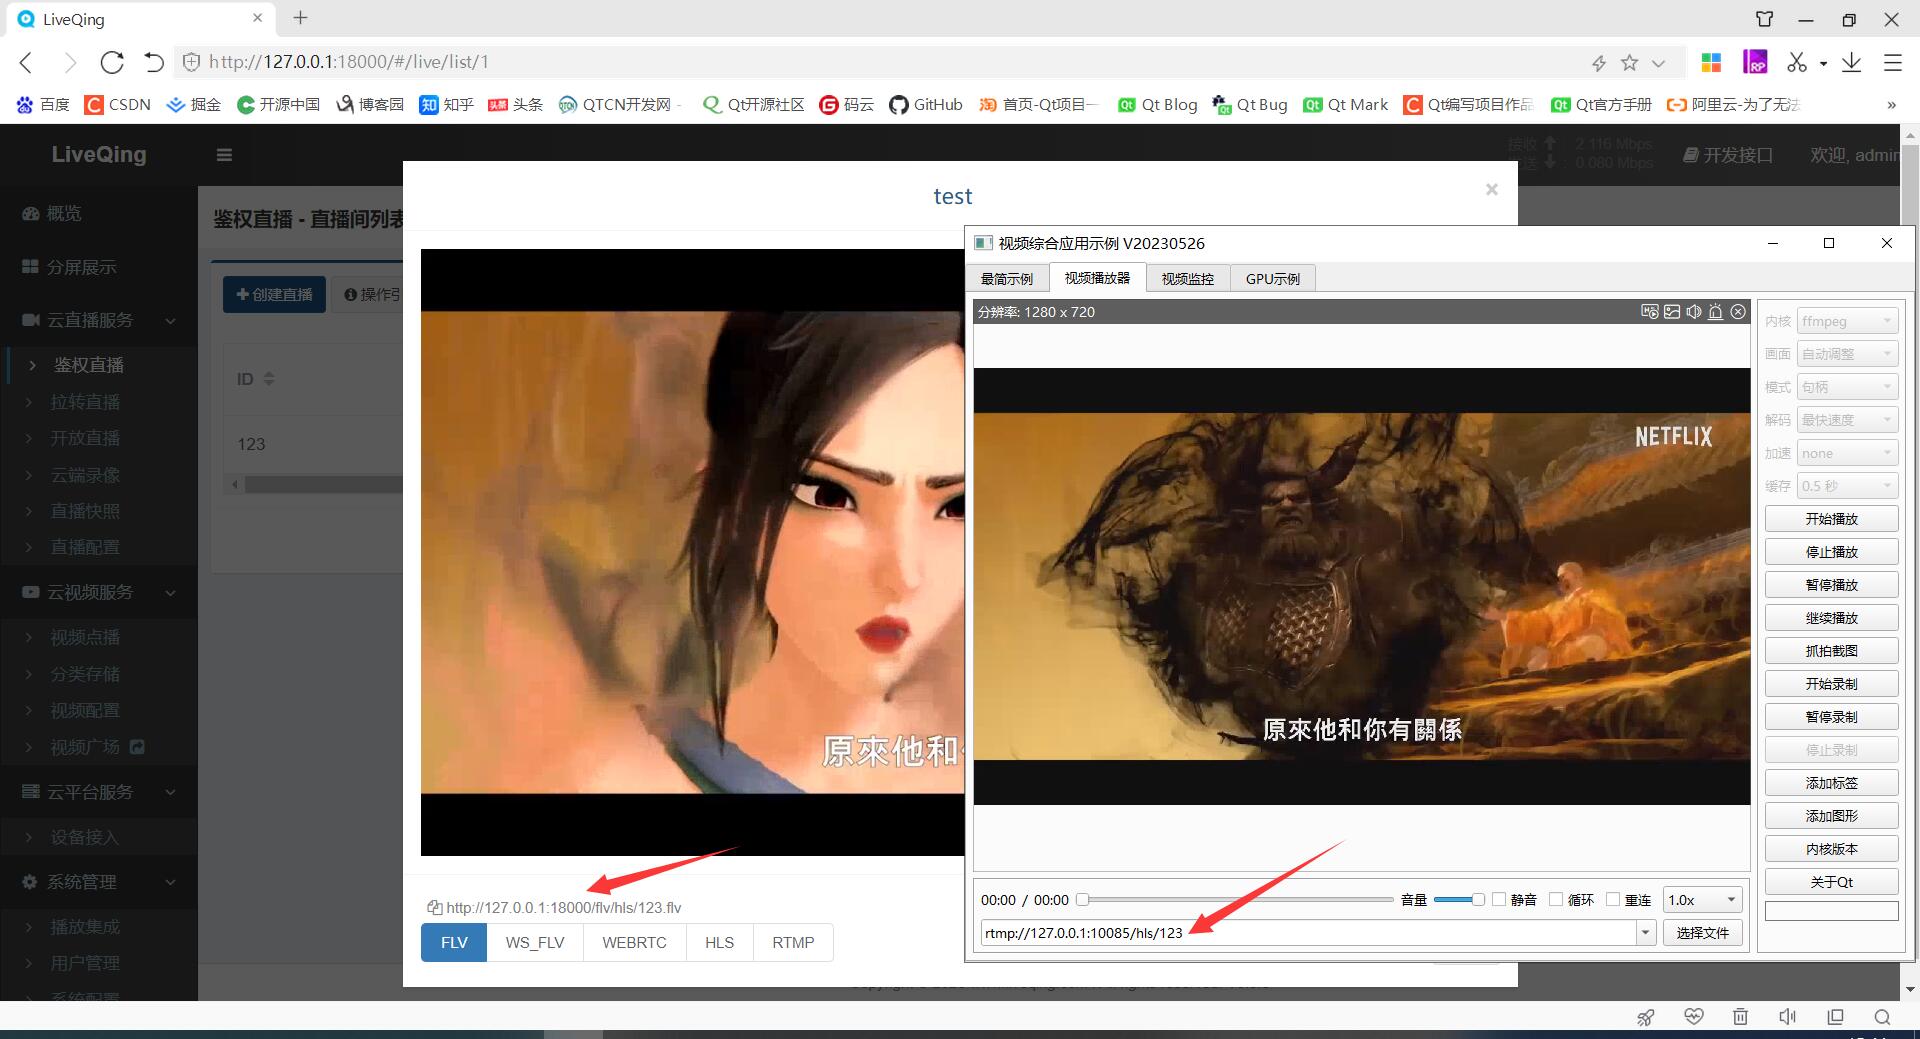 LiveQing
http://127.0.0.1:18000/#/live/list/1
百度 CSDN 掘金 开源中国 博客园 知乎 头条 QTCN开发网 - Qt开源社区 码云 GitHub 首页-Qt项目一 Qt Blog Qt Bug Qt Mark Qt编写项目作品 Qt官方手册 阿里云-为了无法 »
LiveQing
接收 : 2.116 Mbps
发送 : 0.080 Mbps
开发接口
欢迎, admin
概览
分屏展示
云直播服务
鉴权直播
拉转直播
开放直播
云端录像
直播快照
直播配置
云视频服务
视频点播
分类存储
视频配置
视频广场
云平台服务
设备接入
系统管理
播放集成
用户管理
系统配置
鉴权直播 - 直播间列表
创建直播
操作引
ID
123
test
×
原來他和
http://127.0.0.1:18000/flv/hls/123.flv
FLV WS_FLV WEBRTC HLS RTMP
视频综合应用示例 V20230526
最简示例 视频播放器 视频监控 GPU示例
分辨率: 1280 x 720
NETFLIX
原來他和你有關係
内核 ffmpeg
画面 自动调整
模式 句柄
解码 最快速度
加速 none
缓存 0.5 秒
开始播放
停止播放
暂停播放
继续播放
抓拍截图
开始录制
暂停录制
停止录制
添加标签
添加图形
内核版本
关于Qt
00:00 / 00:00 音量 静音 循环 重连 1.0x
rtmp://127.0.0.1:10085/hls/123 选择文件